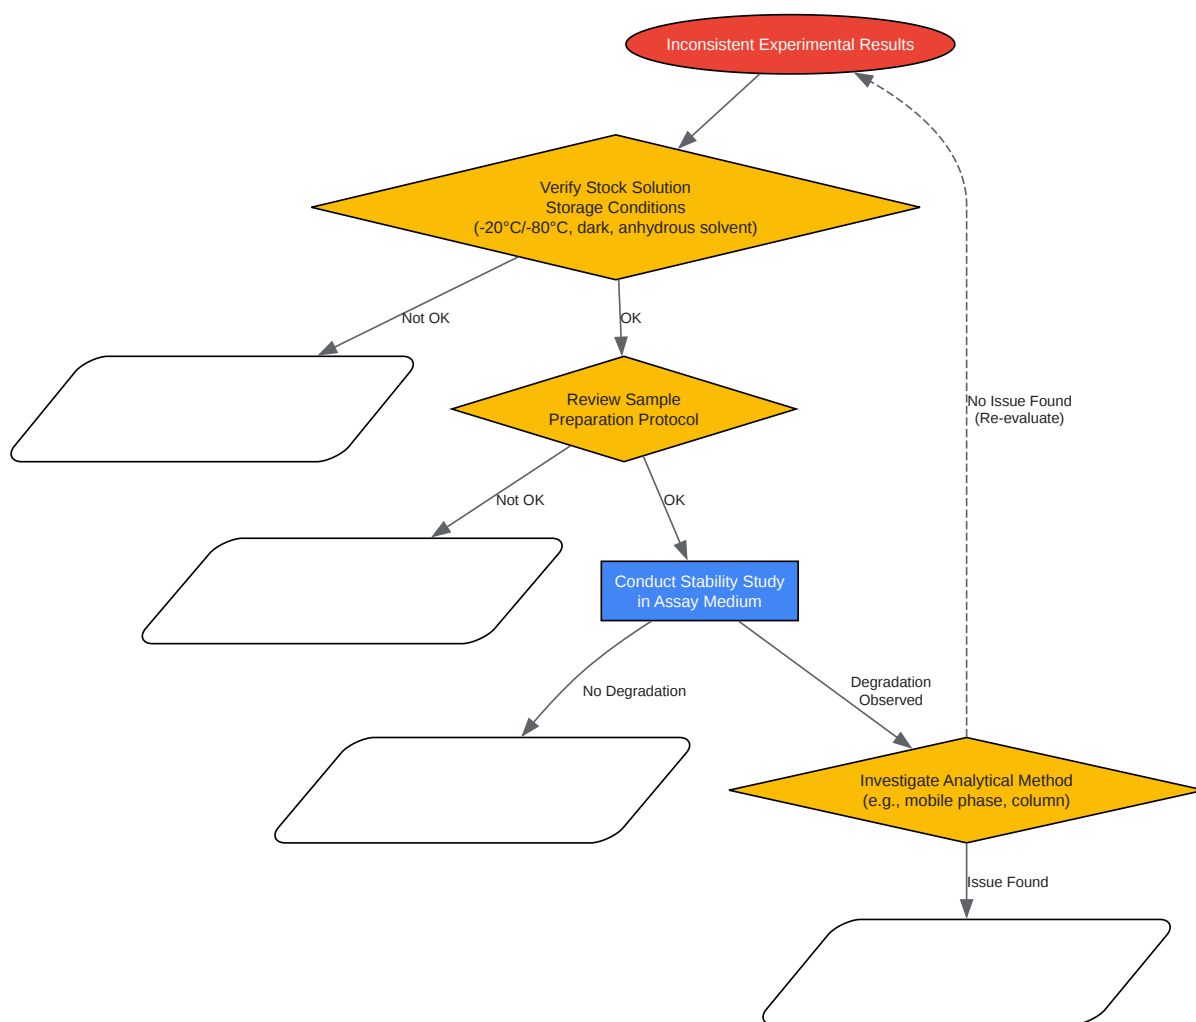 Inconsistent Experimental Results
Verify Stock Solution
Storage Conditions
(-20°C/-80°C, dark, anhydrous solvent)
Not OK
OK
Review Sample
Preparation Protocol
No Issue Found
(Re-evaluate)
Not OK
OK
Conduct Stability Study
in Assay Medium
No Degradation
Degradation
Observed
Investigate Analytical Method
(e.g., mobile phase, column)
Issue Found